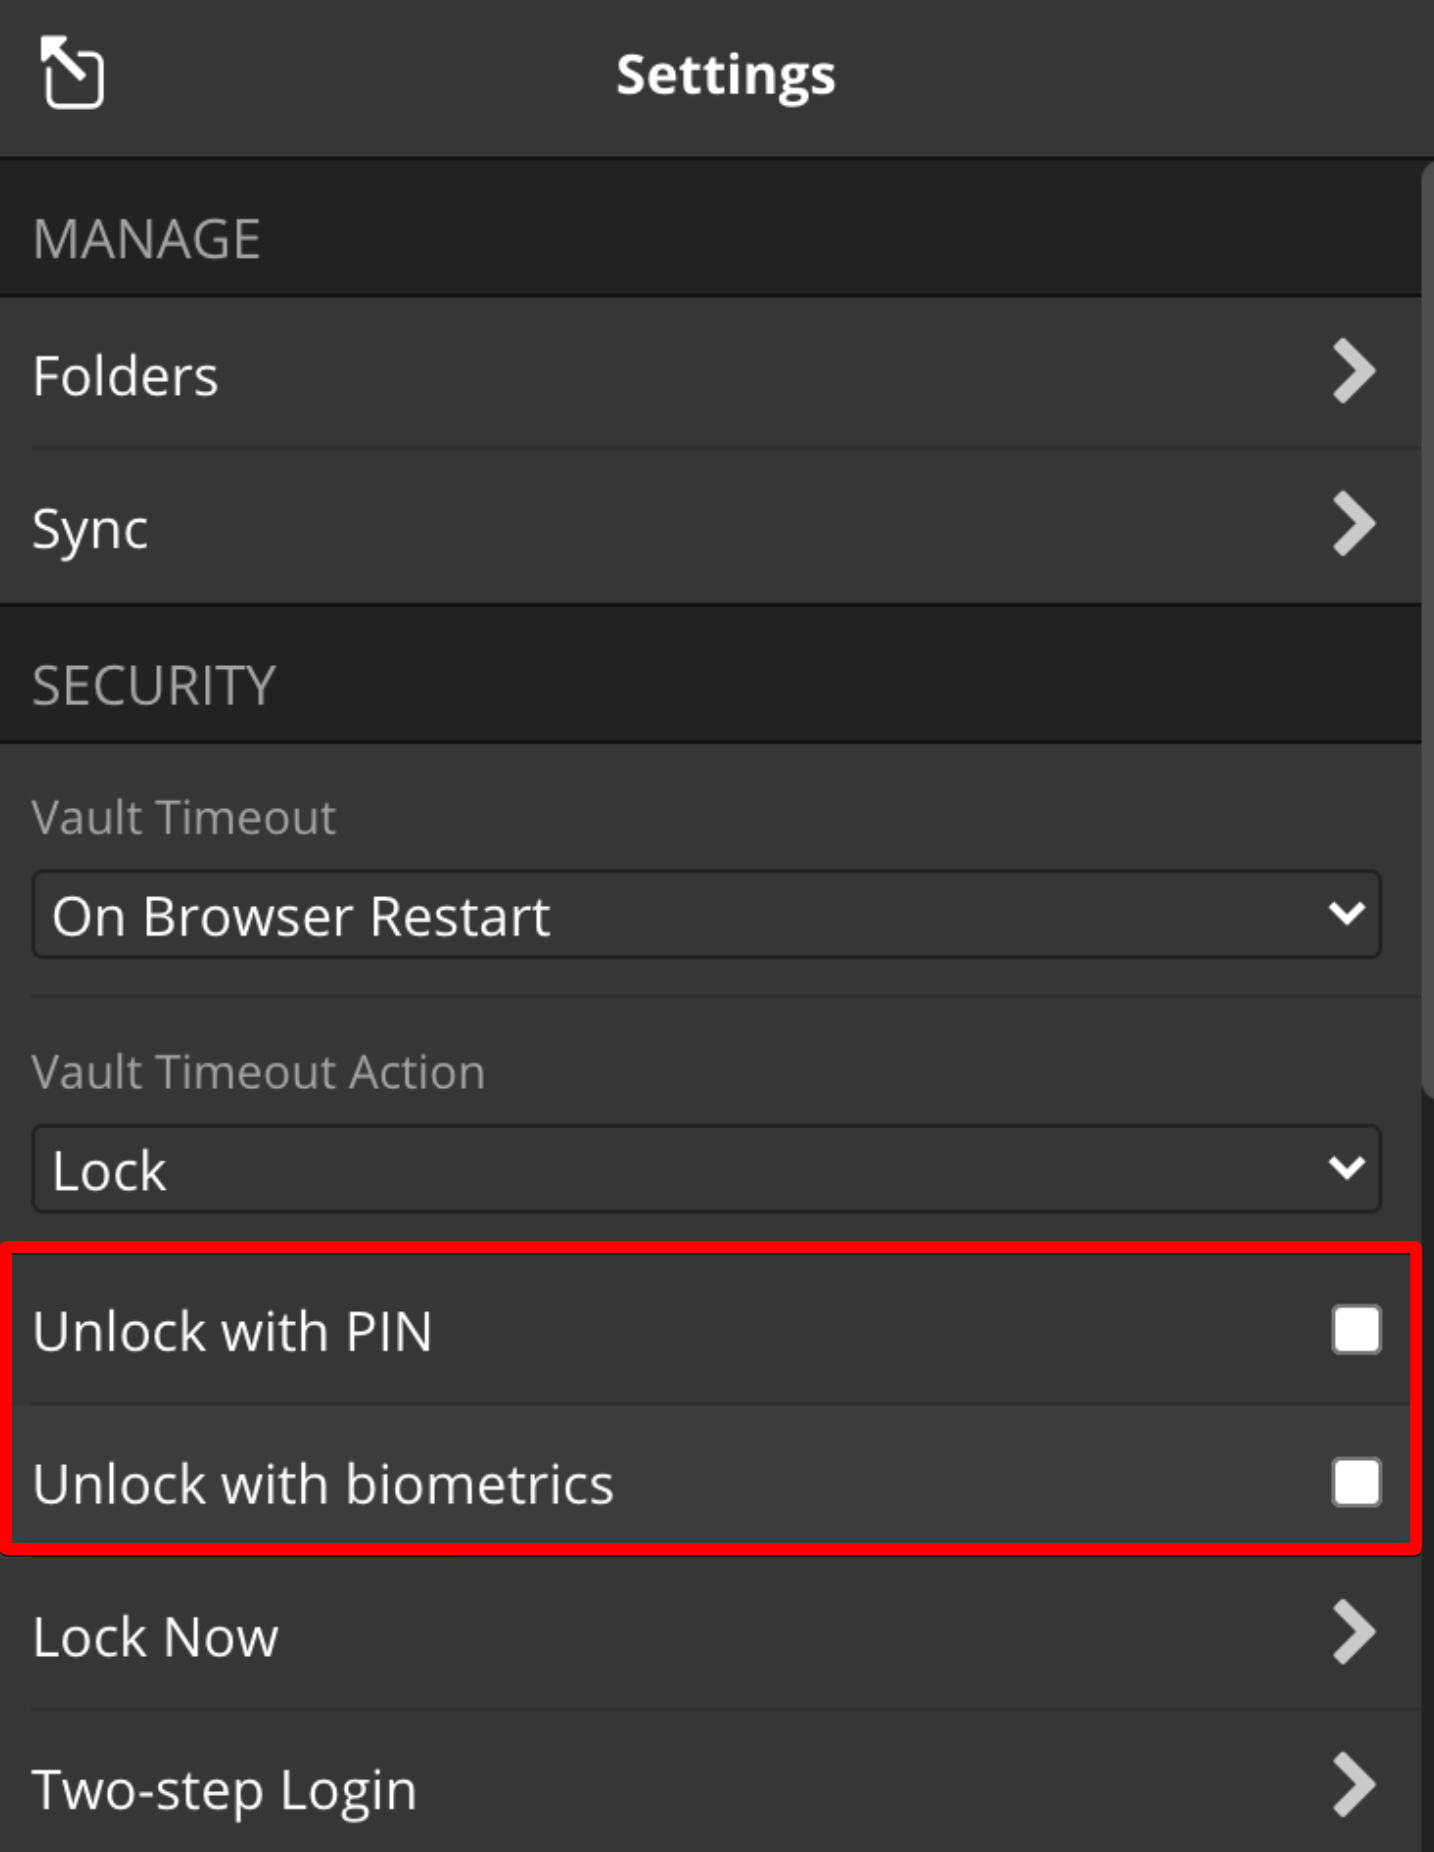 Settings
MANAGE
Folders
Sync
SECURITY
Vault Timeout
On Browser Restart
Vault Timeout Action
Lock
Unlock with PIN
Unlock with biometrics
Lock Now
Two-step Login